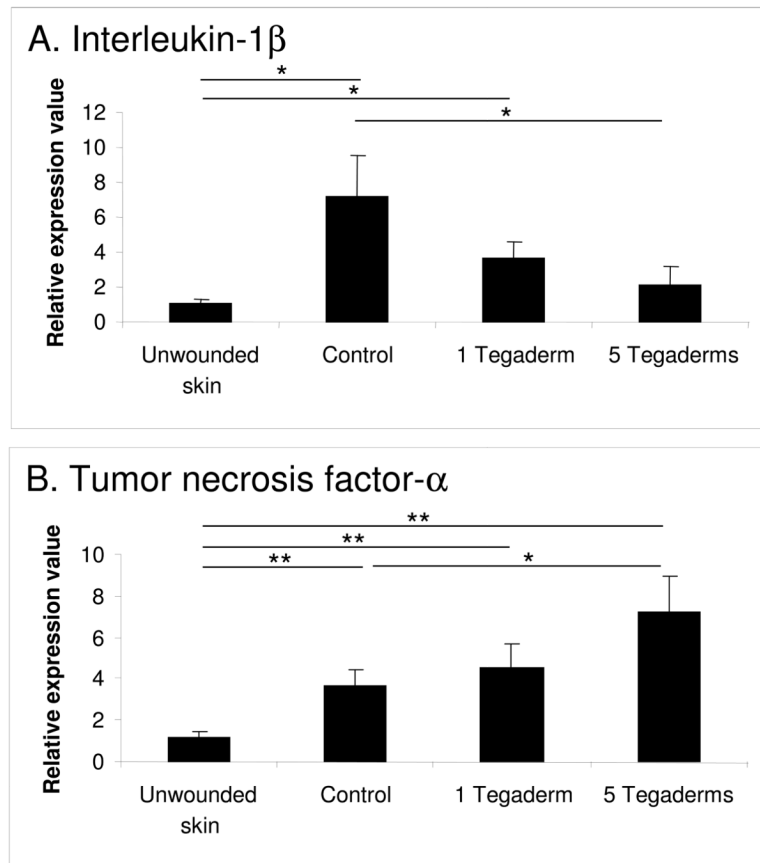 A. Interleukin-1β
*
*
*
Relative expression value
12
10
8
6
4
2
0
Unwounded
skin
Control
1 Tegaderm
5 Tegaderms
B. Tumor necrosis factor-α
**
**
**
*
Relative expression value
10
8
6
4
2
0
Unwounded
skin
Control
1 Tegaderm
5 Tegaderms